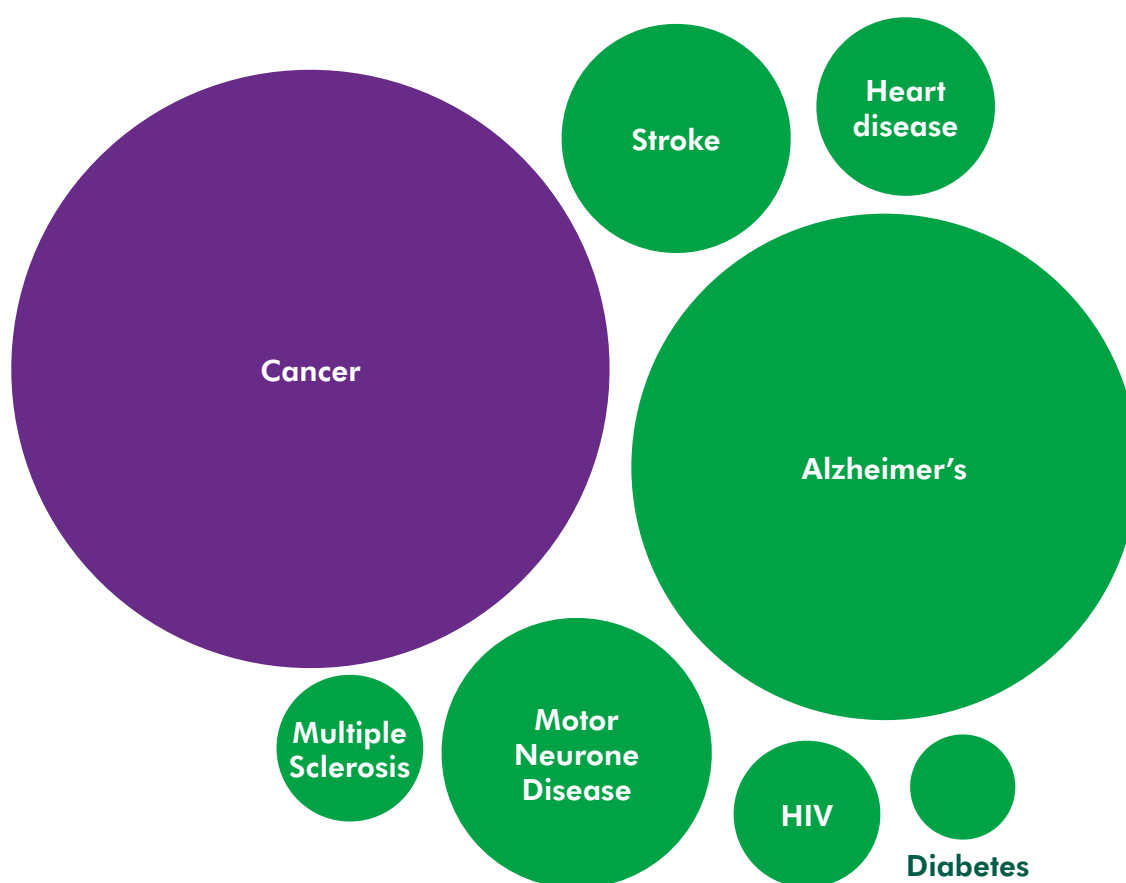 Heart
disease
Stroke
Cancer
Alzheimer’s
Multiple
Sclerosis
Motor
Neurone
Disease
HIV
Diabetes